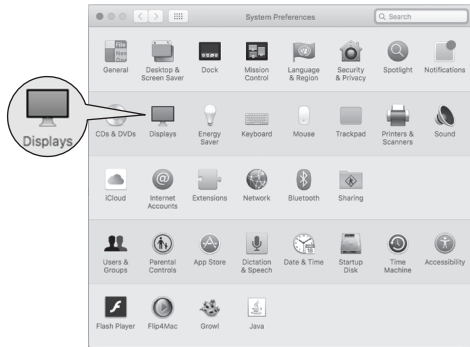 System Preferences
Search
File
New
General
Desktop &
Screen Saver
Dock
Mission
Control
Language
& Region
Security
& Privacy
Spotlight
Notifications
Displays
CDs & DVDs
Displays
Energy
Saver
Keyboard
Mouse
Trackpad
Printers &
Scanners
Sound
iCloud
Internet
Accounts
Extensions
Network
Bluetooth
Sharing
Users &
Groups
Parental
Controls
App Store
Dictation
& Speech
Date & Time
Startup
Disk
Time
Machine
Accessibility
Flash Player
Flip4Mac
Growl
Java